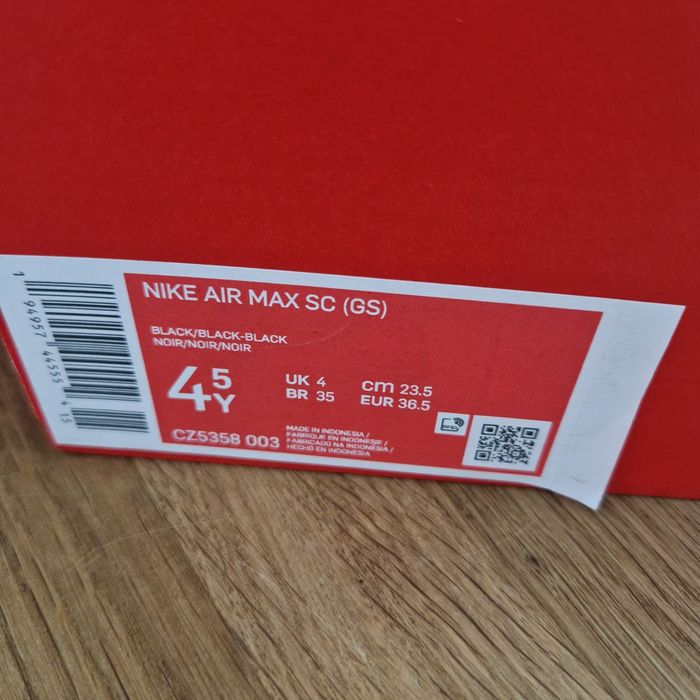 NIKE AIR MAX SC (GS)
BLACK/BLACK-BLACK
NOIR/NOIR/NOIR
4.5Y
UK 4
BR 35
cm 23.5
EUR 36.5
CZ5358 003
MADE IN INDONESIA /
FABRIQUE EN INDONESIE /
FABRICADO NA INDONÉSIA /
HECHO EN INDONESIA
RFID
1 94957 44555 4 15